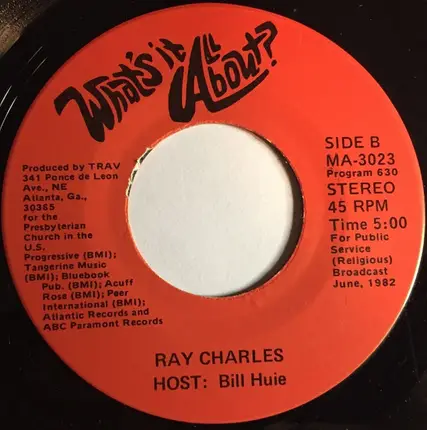 What's it All About?
Produced by TRAV
341 Ponce de Leon
Ave., NE
Atlanta, Ga.,
30365
for the
Presbyterian
Church in the
U.S.
Progressive (BMI);
Tangerine Music
(BMI); Bluebook
Pub. (BMI); Acuff
Rose (BMI); Peer
International (BMI);
Atlantic Records and
ABC Paramount Records
SIDE B
MA-3023
Program 630
STEREO
45 RPM
Time 5:00
For Public
Service
(Religious)
Broadcast
June, 1982
RAY CHARLES
HOST: Bill Huie